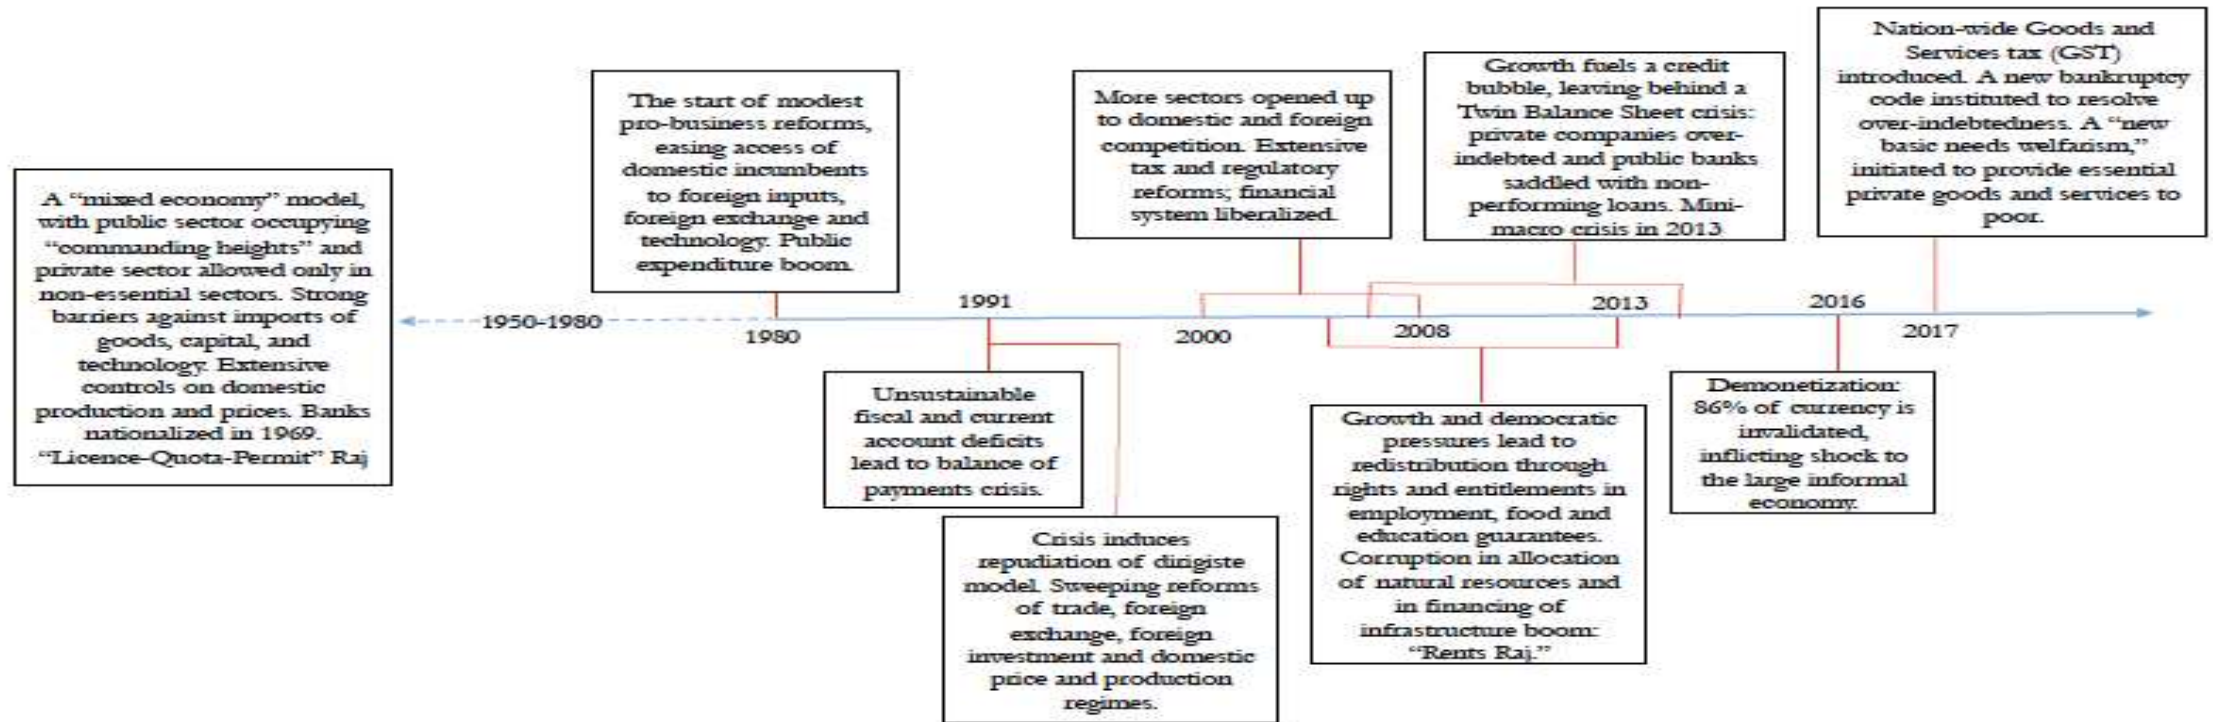 A “mixed economy” model,
with public sector occupying
“commanding heights” and
private sector allowed only in
non-essential sectors. Strong
barriers against imports of
goods, capital, and
technology. Extensive
controls on domestic
production and prices. Banks
nationalized in 1969.
“Licence-Quota-Permit” Raj
1950-1980
The start of modest
pro-business reforms,
easing access of
domestic incumbents
to foreign inputs,
foreign exchange and
technology. Public
expenditure boom.
1980
1991
Unsustainable
fiscal and current
account deficits
lead to balance of
payments crisis.
Crisis induces
repudiation of dirigiste
model. Sweeping reforms
of trade, foreign
exchange, foreign
investment and domestic
price and production
regimes.
More sectors opened up
to domestic and foreign
competition. Extensive
tax and regulatory
reforms; financial
system liberalized.
2000
2008
Growth fuels a credit
bubble, leaving behind a
Twin Balance Sheet crisis:
private companies over-
indebted and public banks
saddled with non-
performing loans. Mini-
macro crisis in 2013
2013
Growth and democratic
pressures lead to
redistribution through
rights and entitlements in
employment, food and
education guarantees.
Corruption in allocation
of natural resources and
in financing of
infrastructure boom:
“Rents Raj.”
2016
Demonetization:
86% of currency is
invalidated,
inflicting shock to
the large informal
economy.
Nation-wide Goods and
Services tax (GST)
introduced. A new bankruptcy
code instituted to resolve
over-indebtedness. A “new
basic needs welfarism,”
initiated to provide essential
private goods and services to
poor.
2017